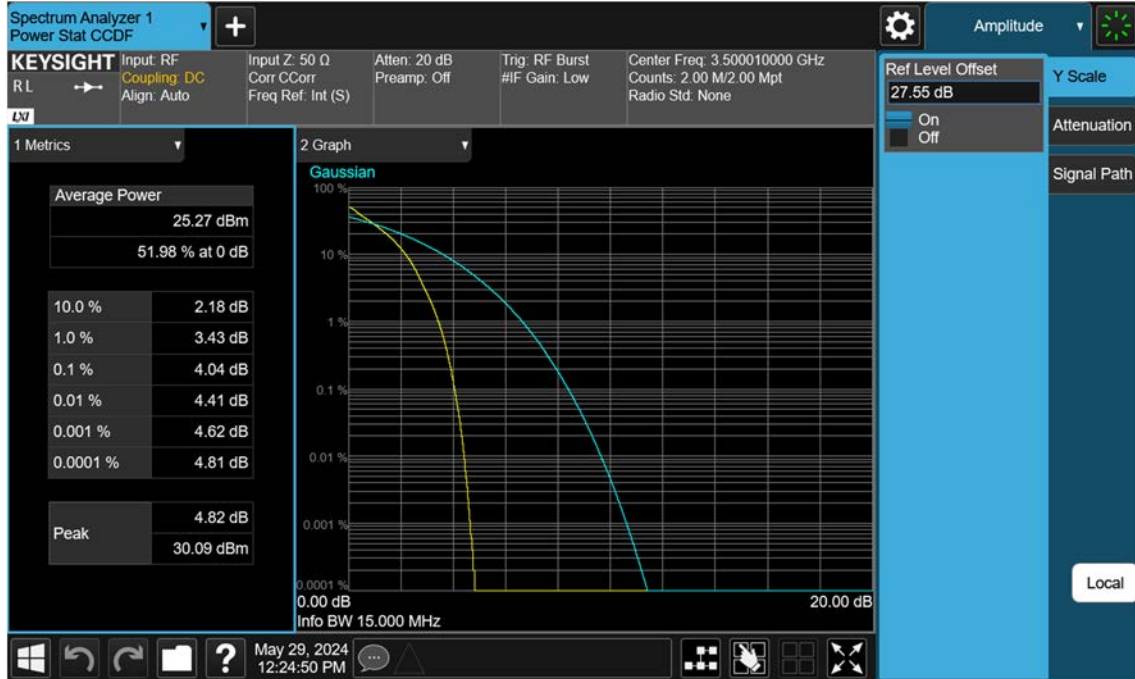 Spectrum Analyzer 1
Power Stat CCDF
+
Amplitude
KEYSIGHT
Input: RF
Coupling: DC
Align: Auto
Input Z: 50 Ω
Corr CCorr
Freq Ref: Int (S)
Atten: 20 dB
Preamp: Off
Trig: RF Burst
#IF Gain: Low
Center Freq: 3.500010000 GHz
Counts: 2.00 M/2.00 Mpt
Radio Std: None
R L
LXI
Ref Level Offset
27.55 dB
On
Off
Y Scale
Attenuation
Signal Path
1 Metrics
Average Power
25.27 dBm
51.98 % at 0 dB
10.0 % 2.18 dB
1.0 % 3.43 dB
0.1 % 4.04 dB
0.01 % 4.41 dB
0.001 % 4.62 dB
0.0001 % 4.81 dB
Peak
4.82 dB
30.09 dBm
2 Graph
Gaussian
100 %
10 %
1 %
0.1 %
0.01 %
0.001 %
0.0001 %
0.00 dB 20.00 dB
Info BW 15.000 MHz
Local
?
May 29, 2024
12:24:50 PM